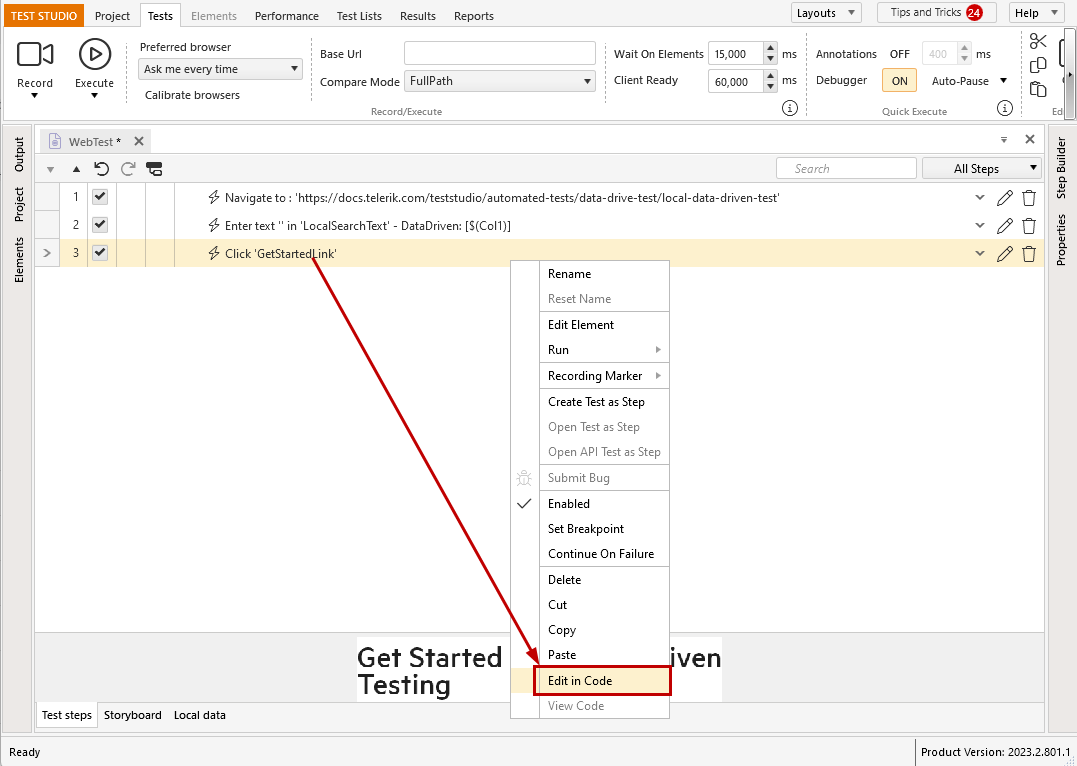 TEST STUDIO Project Tests Elements Performance Test Lists Results Reports Layouts Tips and Tricks 24 Help
Record
Execute
Preferred browser
Ask me every time
Calibrate browsers
Base Url
Compare Mode FullPath
Record/Execute
Wait On Elements 15,000 ms
Client Ready 60,000 ms
Annotations OFF 400 ms
Debugger ON Auto-Pause
Quick Execute
Output
Project
Elements
WebTest *
Search All Steps
1 Navigate to : 'https://docs.telerik.com/teststudio/automated-tests/data-drive-test/local-data-driven-test'
2 Enter text '' in 'LocalSearchText' - DataDriven: [$(Col1)]
3 Click 'GetStartedLink'
Rename
Reset Name
Edit Element
Run
Recording Marker
Create Test as Step
Open Test as Step
Open API Test as Step
Submit Bug
Enabled
Set Breakpoint
Continue On Failure
Delete
Cut
Copy
Paste
Edit in Code
View Code
Get Started iven
Testing
Test steps Storyboard Local data
Step Builder
Properties
Ready Product Version: 2023.2.801.1